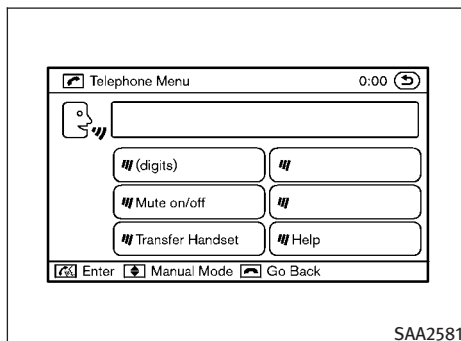 Telephone Menu 0:00
(digits)
Mute on/off
Transfer Handset Help
Enter Manual Mode Go Back
SAA2581